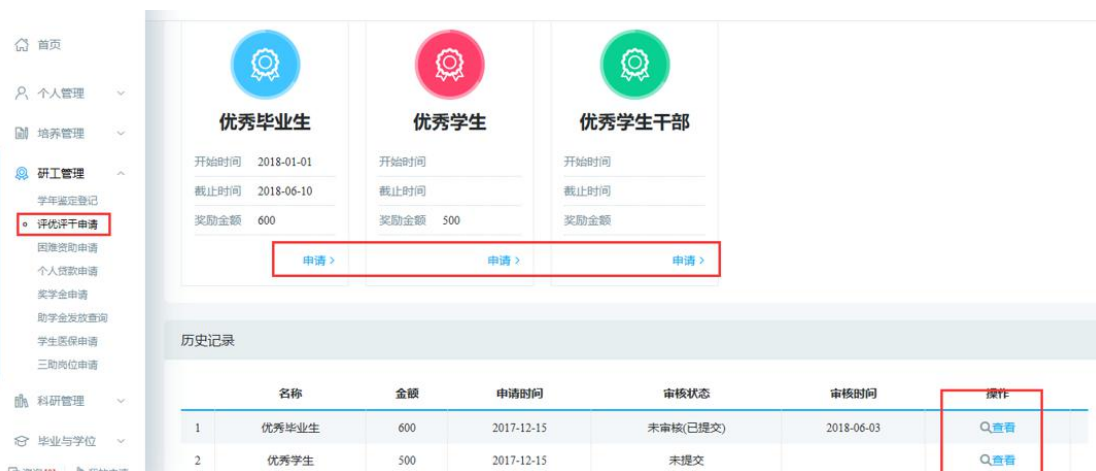 首页
个人管理
培养管理
研工管理
学年鉴定登记
评优评干申请
困难资助申请
个人贷款申请
奖学金申请
助学金发放查询
学生医保申请
三助岗位申请
科研管理
毕业与学位
优秀毕业生
开始时间 2018-01-01
截止时间 2018-06-10
奖励金额 600
申请 >
优秀学生
开始时间
截止时间
奖励金额 500
申请 >
优秀学生干部
开始时间
截止时间
奖励金额
申请 >
历史记录
名称 金额 申请时间 审核状态 审核时间 操作
1 优秀毕业生 600 2017-12-15 未审核(已提交) 2018-06-03 查看
2 优秀学生 500 2017-12-15 未提交 查看